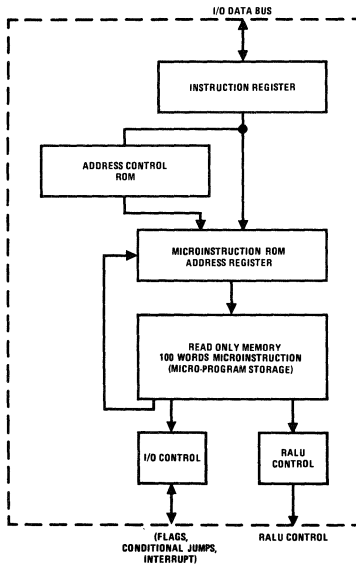 I/O DATA BUS
INSTRUCTION REGISTER
ADDRESS CONTROL
ROM
MICROINSTRUCTION ROM
ADDRESS REGISTER
READ ONLY MEMORY
100 WORDS MICROINSTRUCTION
(MICRO-PROGRAM STORAGE)
I/O CONTROL
RALU
CONTROL
(FLAGS,
CONDITIONAL JUMPS,
INTERRUPT)
RALU CONTROL